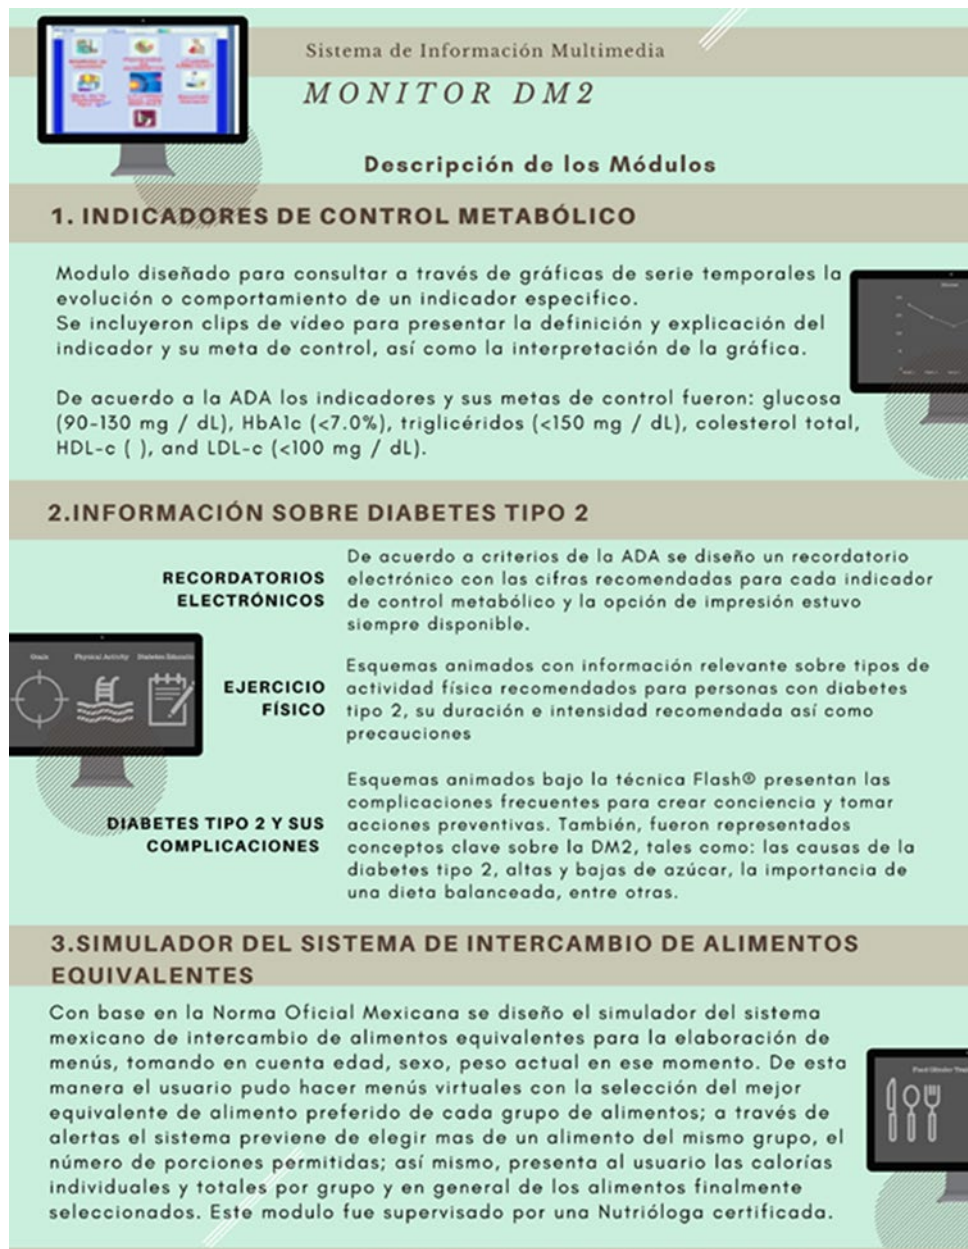 Sistema de Información Multimedia
MONITOR DM2
Descripción de los Módulos
1. INDICADORES DE CONTROL METABÓLICO
Modulo diseñado para consultar a través de gráficas de serie temporales la
evolución o comportamiento de un indicador especifico.
Se incluyeron clips de vídeo para presentar la definición y explicación del
indicador y su meta de control, así como la interpretación de la gráfica.
De acuerdo a la ADA los indicadores y sus metas de control fueron: glucosa
(90-130 mg / dL), HbA1c (<7.0%), triglicéridos (<150 mg / dL), colesterol total,
HDL-c ( ), and LDL-c (<100 mg / dL).
2.INFORMACIÓN SOBRE DIABETES TIPO 2
RECORDATORIOS
ELECTRÓNICOS
De acuerdo a criterios de la ADA se diseño un recordatorio
electrónico con las cifras recomendadas para cada indicador
de control metabólico y la opción de impresión estuvo
siempre disponible.
Goals Physical Activity Diabetes Educatio
EJERCICIO
FÍSICO
Esquemas animados con información relevante sobre tipos de
actividad física recomendados para personas con diabetes
tipo 2, su duración e intensidad recomendada así como
precauciones
DIABETES TIPO 2 Y SUS
COMPLICACIONES
Esquemas animados bajo la técnica Flash® presentan las
complicaciones frecuentes para crear conciencia y tomar
acciones preventivas. También, fueron representados
conceptos clave sobre la DM2, tales como: las causas de la
diabetes tipo 2, altas y bajas de azúcar, la importancia de
una dieta balanceada, entre otras.
3.SIMULADOR DEL SISTEMA DE INTERCAMBIO DE ALIMENTOS
EQUIVALENTES
Con base en la Norma Oficial Mexicana se diseño el simulador del sistema
mexicano de intercambio de alimentos equivalentes para la elaboración de
menús, tomando en cuenta edad, sexo, peso actual en ese momento. De esta
manera el usuario pudo hacer menús virtuales con la selección del mejor
equivalente de alimento preferido de cada grupo de alimentos; a través de
alertas el sistema previene de elegir mas de un alimento del mismo grupo, el
número de porciones permitidas; así mismo, presenta al usuario las calorías
individuales y totales por grupo y en general de los alimentos finalmente
seleccionados. Este modulo fue supervisado por una Nutrióloga certificada.